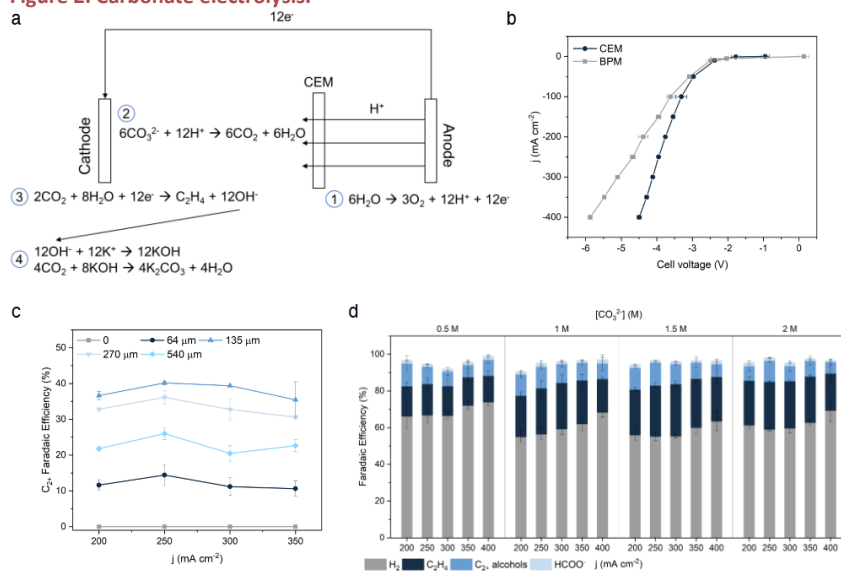 Figure 2. Carbonate electrolysis.
a
12e⁻
CEM
H⁺
Cathode
Anode
②
6CO₃²⁻ + 12H⁺ → 6CO₂ + 6H₂O
③ 2CO₂ + 8H₂O + 12e⁻ → C₂H₄ + 12OH⁻
① 6H₂O → 3O₂ + 12H⁺ + 12e⁻
④ 12OH⁻ + 12K⁺ → 12KOH
4CO₂ + 8KOH → 4K₂CO₃ + 4H₂O
b
CEM
BPM
0
-100
-200
-300
-400
j (mA cm⁻²)
-6 -5 -4 -3 -2 -1 0
Cell voltage (V)
c
0 64 μm 135 μm
270 μm 540 μm
50
40
30
20
10
0
C₂₊ Faradaic Efficiency (%)
200 250 300 350
j (mA cm⁻²)
d
[CO₃²⁻] (M)
0.5 M 1 M 1.5 M 2 M
100
80
60
40
20
0
Faradaic Efficiency (%)
200 250 300 350 400 200 250 300 350 400 200 250 300 350 400 200 250 300 350 400
H₂ C₂H₄ C₂₊ alcohols HCOO⁻ j (mA cm⁻²)